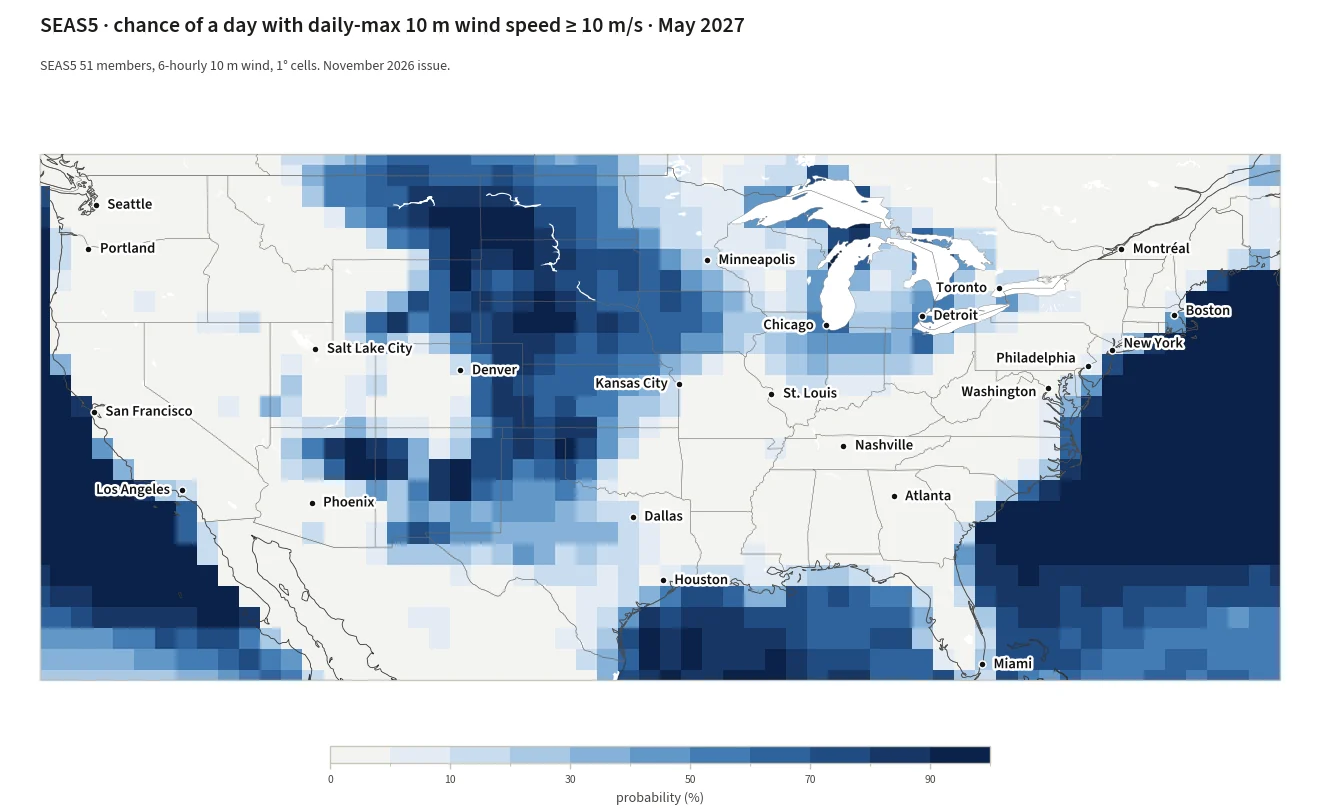 SEAS5 · chance of a day with daily-max 10 m wind speed ≥ 10 m/s · May 2027
SEAS5 51 members, 6-hourly 10 m wind, 1° cells. November 2026 issue.
Seattle
Portland
Montréal
Minneapolis
Toronto
Boston
Chicago
Detroit
Salt Lake City
New York
Philadelphia
Denver
Kansas City
St. Louis
Washington
San Francisco
Nashville
Los Angeles
Phoenix
Atlanta
Dallas
Houston
Miami
0 10 30 50 70 90
probability (%)